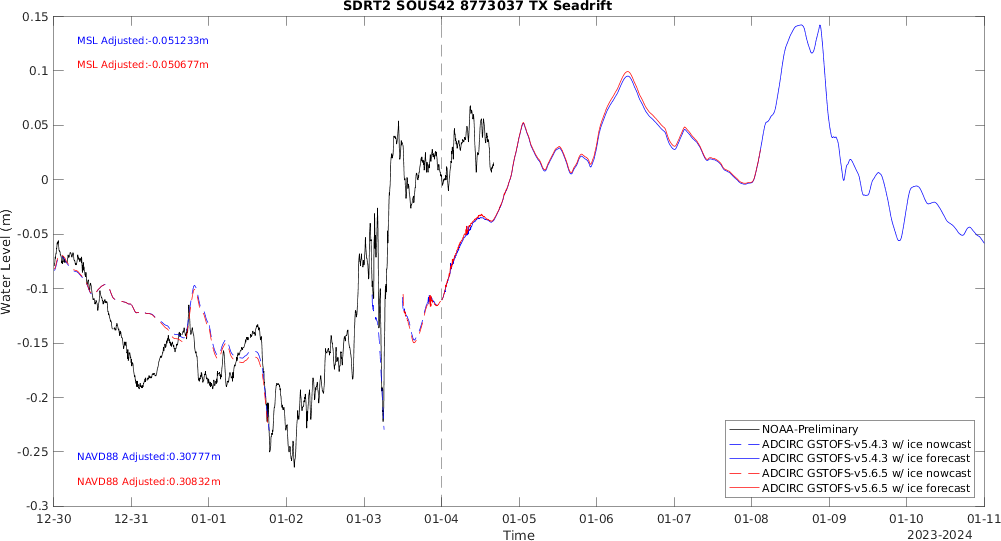 SDRT2 SOUS42 8773037 TX Seadrift
MSL Adjusted:-0.051233m
MSL Adjusted:-0.050677m
NAVD88 Adjusted:0.30777m
NAVD88 Adjusted:0.30832m
Water Level (m)
0.15
0.1
0.05
0
-0.05
-0.1
-0.15
-0.2
-0.25
-0.3
NOAA-Preliminary
ADCIRC GSTOFS-v5.4.3 w/ ice nowcast
ADCIRC GSTOFS-v5.4.3 w/ ice forecast
ADCIRC GSTOFS-v5.6.5 w/ ice nowcast
ADCIRC GSTOFS-v5.6.5 w/ ice forecast
12-30 12-31 01-01 01-02 01-03 01-04 01-05 01-06 01-07 01-08 01-09 01-10 01-11
Time
2023-2024